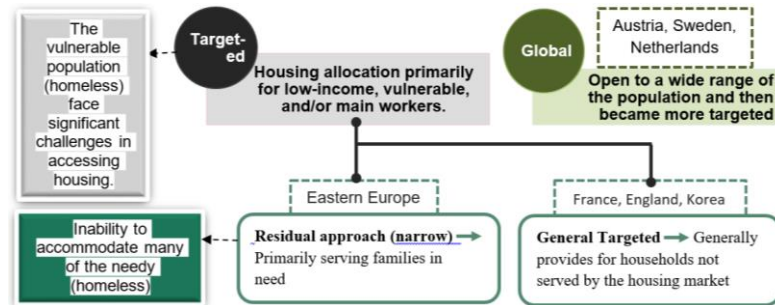 The
vulnerable
population
(homeless)
face
significant
challenges in
accessing
housing.
Target-
ed
Housing allocation primarily
for low-income, vulnerable,
and/or main workers.
Global
Austria, Sweden,
Netherlands
Open to a wide range of
the population and then
became more targeted
Eastern Europe
Residual approach (narrow)
Primarily serving families in
need
Inability to
accommodate many
of the needy
(homeless)
France, England, Korea
General Targeted Generally
provides for households not
served by the housing market